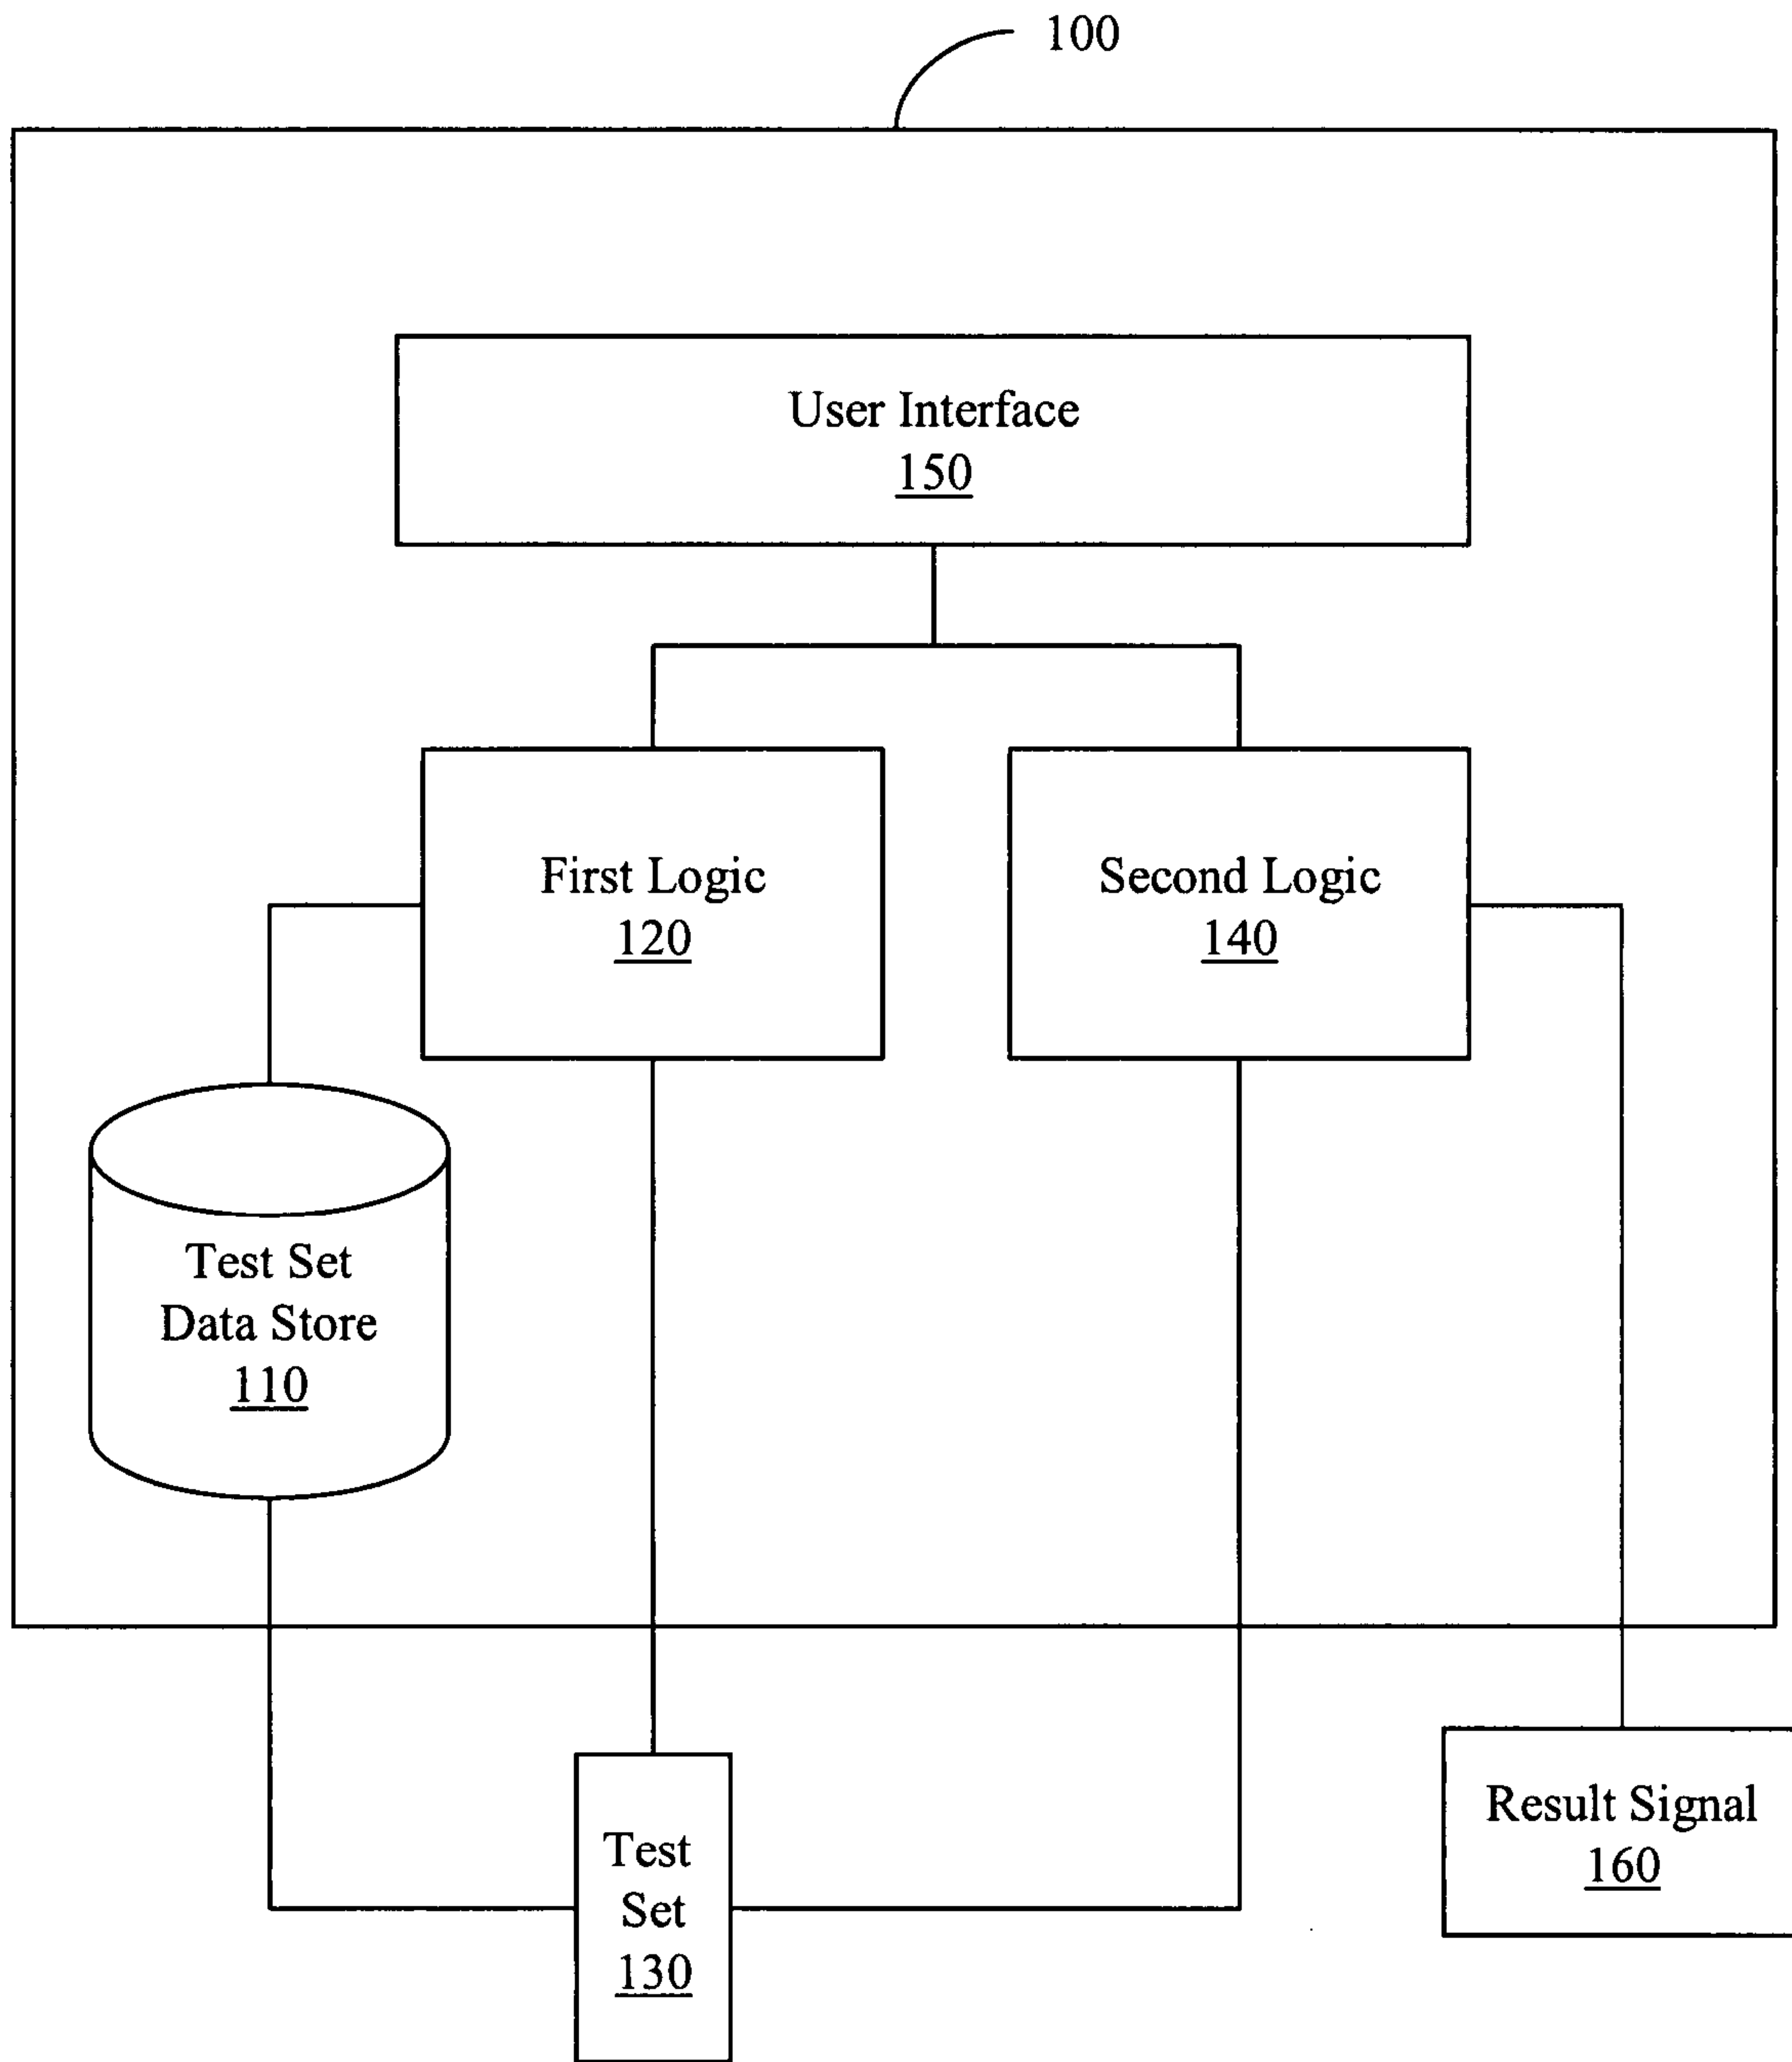 100
User Interface
150
First Logic
120
Second Logic
140
Test Set
Data Store
110
Test
Set
130
Result Signal
160